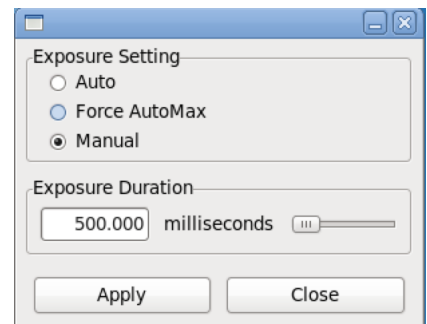 Exposure Setting
Auto
Force AutoMax
Manual
Exposure Duration
500.000 milliseconds
Apply Close